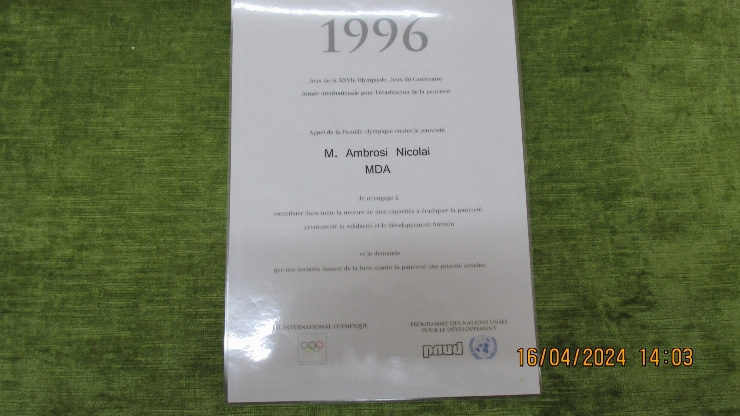 1996
Jeux de la XXVIe Olympiade, Jeux du Centenaire
Année internationale pour l'éradication de la pauvreté
Appel de la Famille olympique contre la pauvreté
M. Ambrosi Nicolai
MDA
Je m'engage à
contribuer dans toute la mesure de mes capacités à éradiquer la pauvreté
promouvoir la solidarité et le développement humain
et je demande
que nos sociétés fassent de la lutte contre la pauvreté une priorité absolue.
INTERNATIONAL OLYMPIQUE
PROGRAMME DES NATIONS UNIES
POUR LE DÉVELOPPEMENT
pnud
16/04/2024 14:03